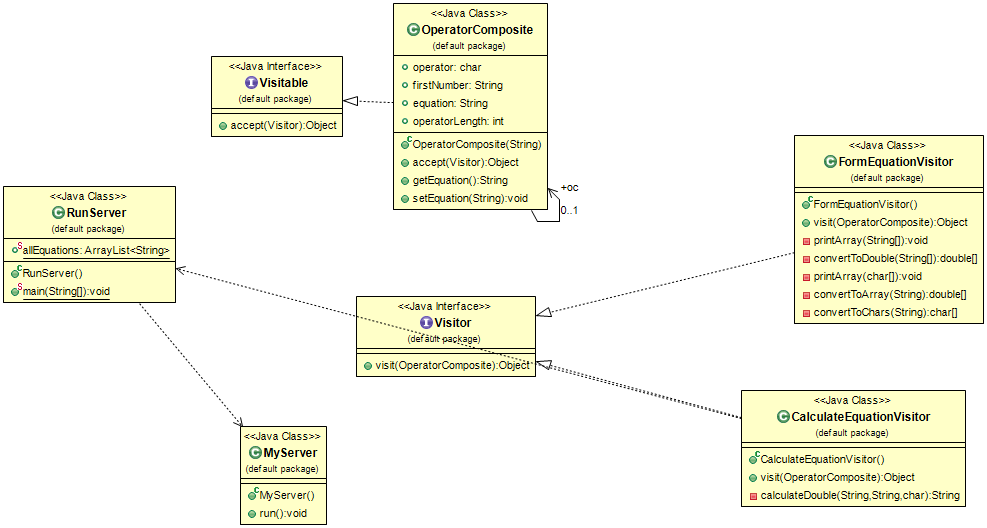 <<Java Class>>
OperatorComposite
(default package)
operator: char
firstNumber: String
equation: String
operatorLength: int
OperatorComposite(String)
accept(Visitor):Object
getEquation():String
setEquation(String):void
+oc
0..1
<<Java Interface>>
Visitable
(default package)
accept(Visitor):Object
<<Java Class>>
FormEquationVisitor
(default package)
FormEquationVisitor()
visit(OperatorComposite):Object
printArray(String[]):void
convertToDouble(String[]):double[]
printArray(char[]):void
convertToArray(String):double[]
convertToChars(String):char[]
<<Java Class>>
RunServer
(default package)
allEquations: ArrayList<String>
RunServer()
main(String[]):void
<<Java Interface>>
Visitor
(default package)
visit(OperatorComposite):Object
<<Java Class>>
CalculateEquationVisitor
(default package)
CalculateEquationVisitor()
visit(OperatorComposite):Object
calculateDouble(String,String,char):String
<<Java Class>>
MyServer
(default package)
MyServer()
run():void